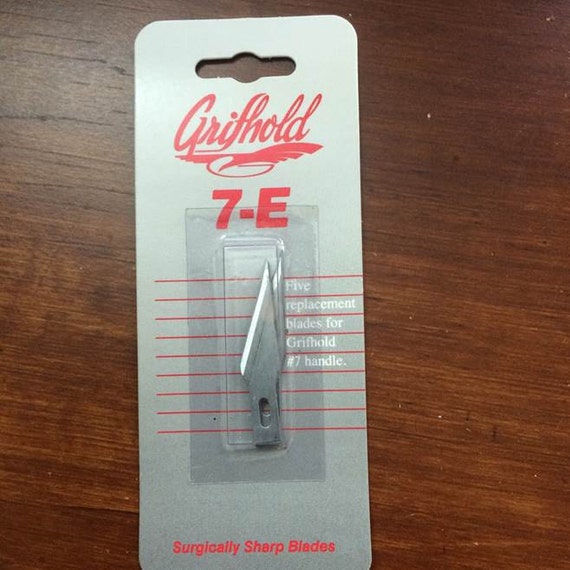 Grifhold
7-E
Five
replacement
blades for
Grifhold
#7 handle.
Surgically Sharp Blades